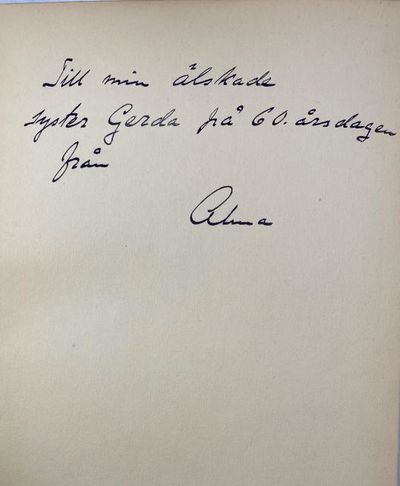 Till min älskade
syster Gerda på 60.årsdagen
från
Alma